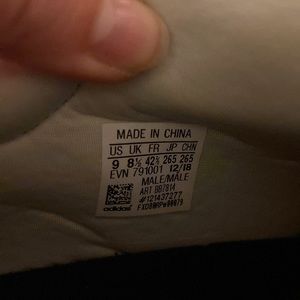 MADE IN CHINA
US UK FR JP CHN
9 8½ 42⅔ 265 265
EVN 791001 12/18
MALE/MALE
ART BB7814
#121437277
adidas